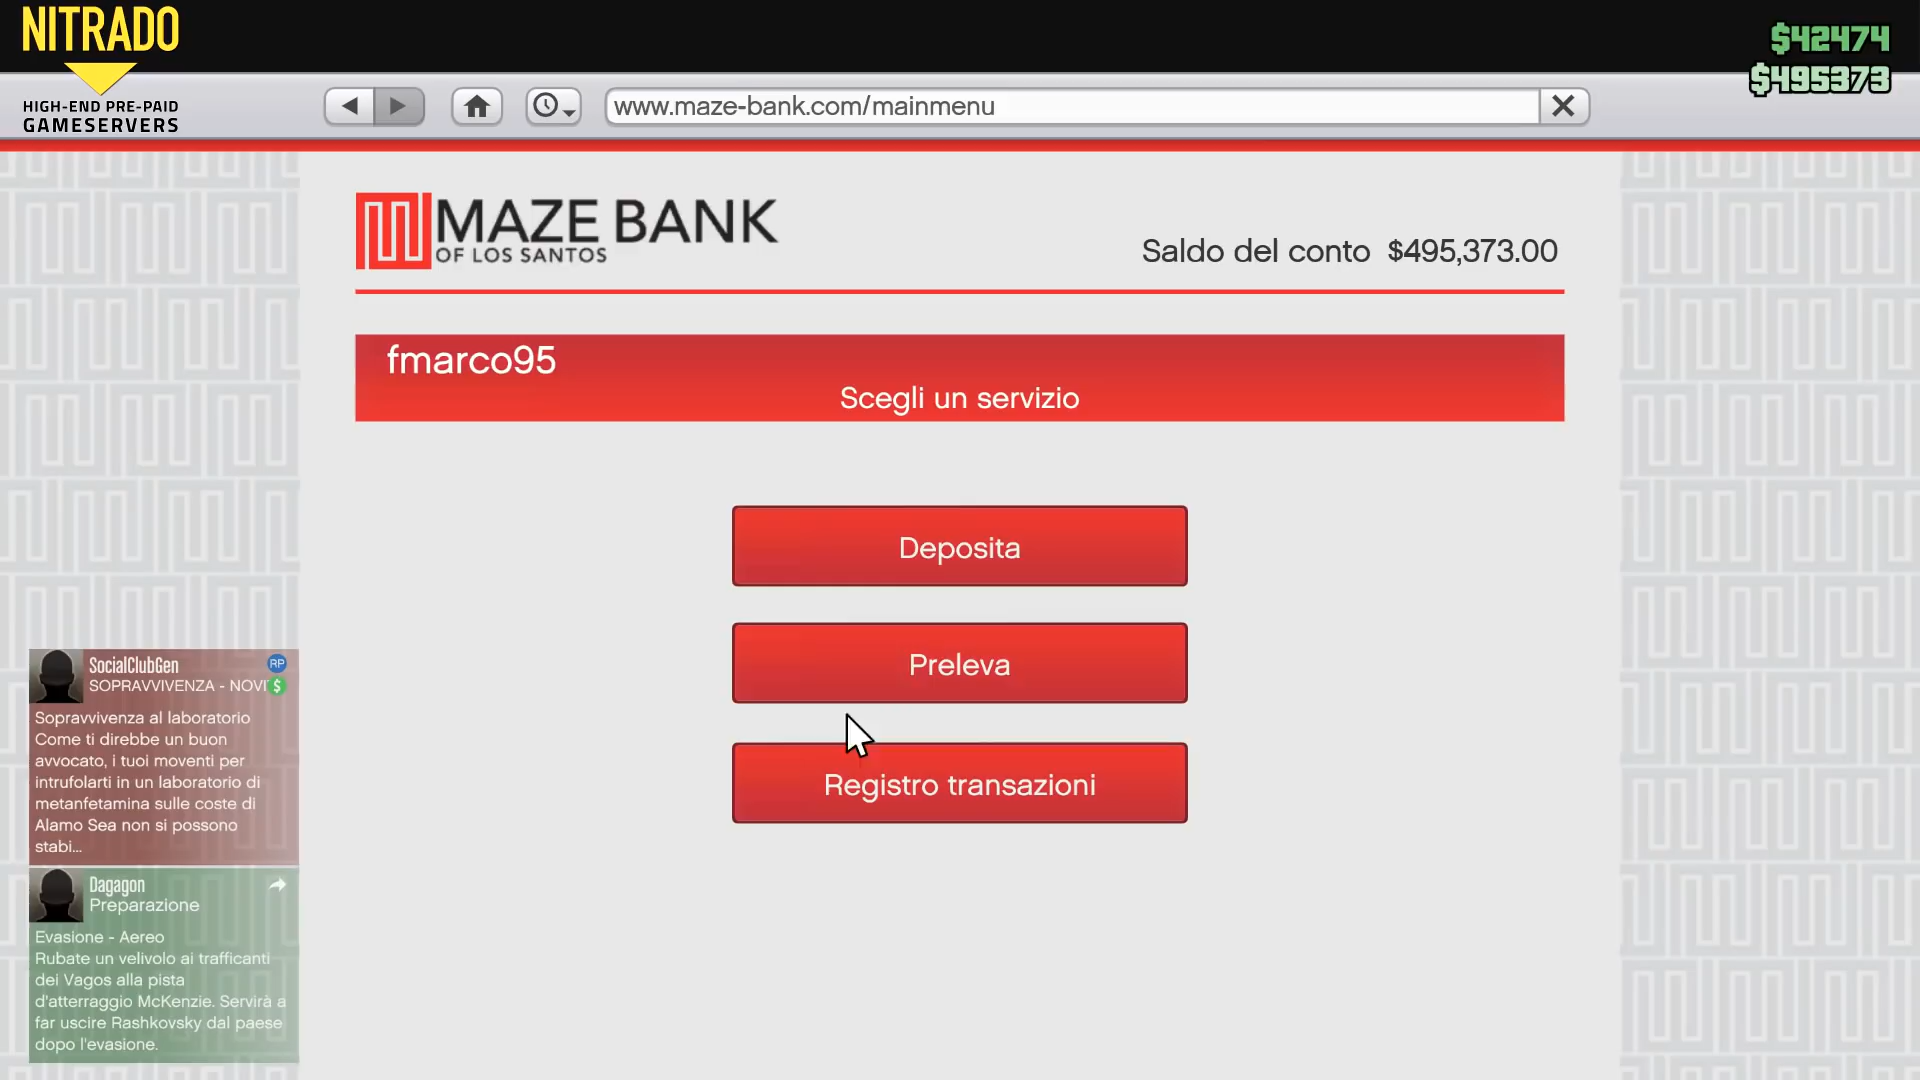 NITRADO
HIGH-END PRE-PAID
GAMESERVERS
$42474
$495373
www.maze-bank.com/mainmenu
MAZE BANK
OF LOS SANTOS
Saldo del conto $495,373.00
fmarco95
Scegli un servizio
Deposita
Preleva
Registro transazioni
SocialClubGen
RP
SOPRAVVIVENZA - NOVI
$
Sopravvivenza al laboratorio
Come ti direbbe un buon
avvocato, i tuoi moventi per
intrufolarti in un laboratorio di
metanfetamina sulle coste di
Alamo Sea non si possono
stabi...
Dagagon
Preparazione
Evasione - Aereo
Rubate un velivolo ai trafficanti
dei Vagos alla pista
d'atterraggio McKenzie. Servirà a
far uscire Rashkovsky dal paese
dopo l'evasione.